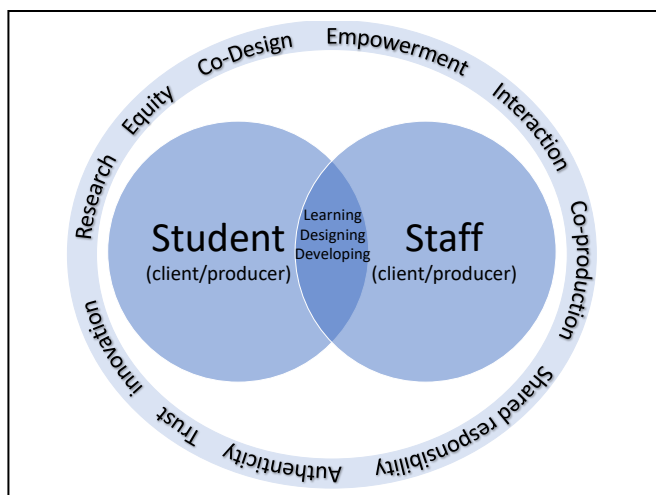 Research
Equity
Co-Design
Empowerment
Interaction
Co-production
Shared responsibility
Authenticity
Trust
innovation
Student
(client/producer)
Learning
Designing
Developing
Staff
(client/producer)